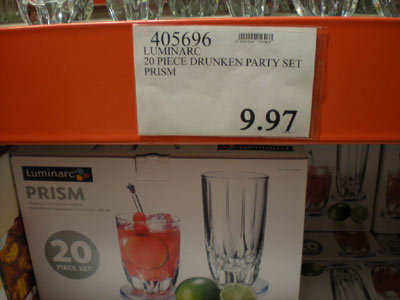 405696
LUMINARC
20 PIECE DRUNKEN PARTY SET
PRISM
9.97
Luminarc
PRISM
20
PIECE SET